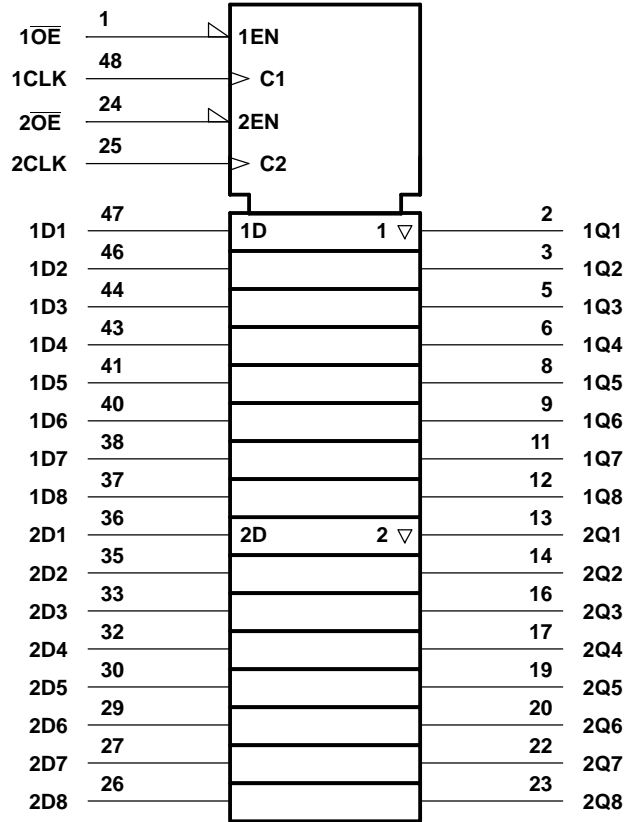 1O̅E̅ 1 1EN
1CLK 48 C1
2O̅E̅ 24 2EN
2CLK 25 C2
1D1 47 1D 1 ▽ 2 1Q1
1D2 46 3 1Q2
1D3 44 5 1Q3
1D4 43 6 1Q4
1D5 41 8 1Q5
1D6 40 9 1Q6
1D7 38 11 1Q7
1D8 37 12 1Q8
2D1 36 2D 2 ▽ 13 2Q1
2D2 35 14 2Q2
2D3 33 16 2Q3
2D4 32 17 2Q4
2D5 30 19 2Q5
2D6 29 20 2Q6
2D7 27 22 2Q7
2D8 26 23 2Q8